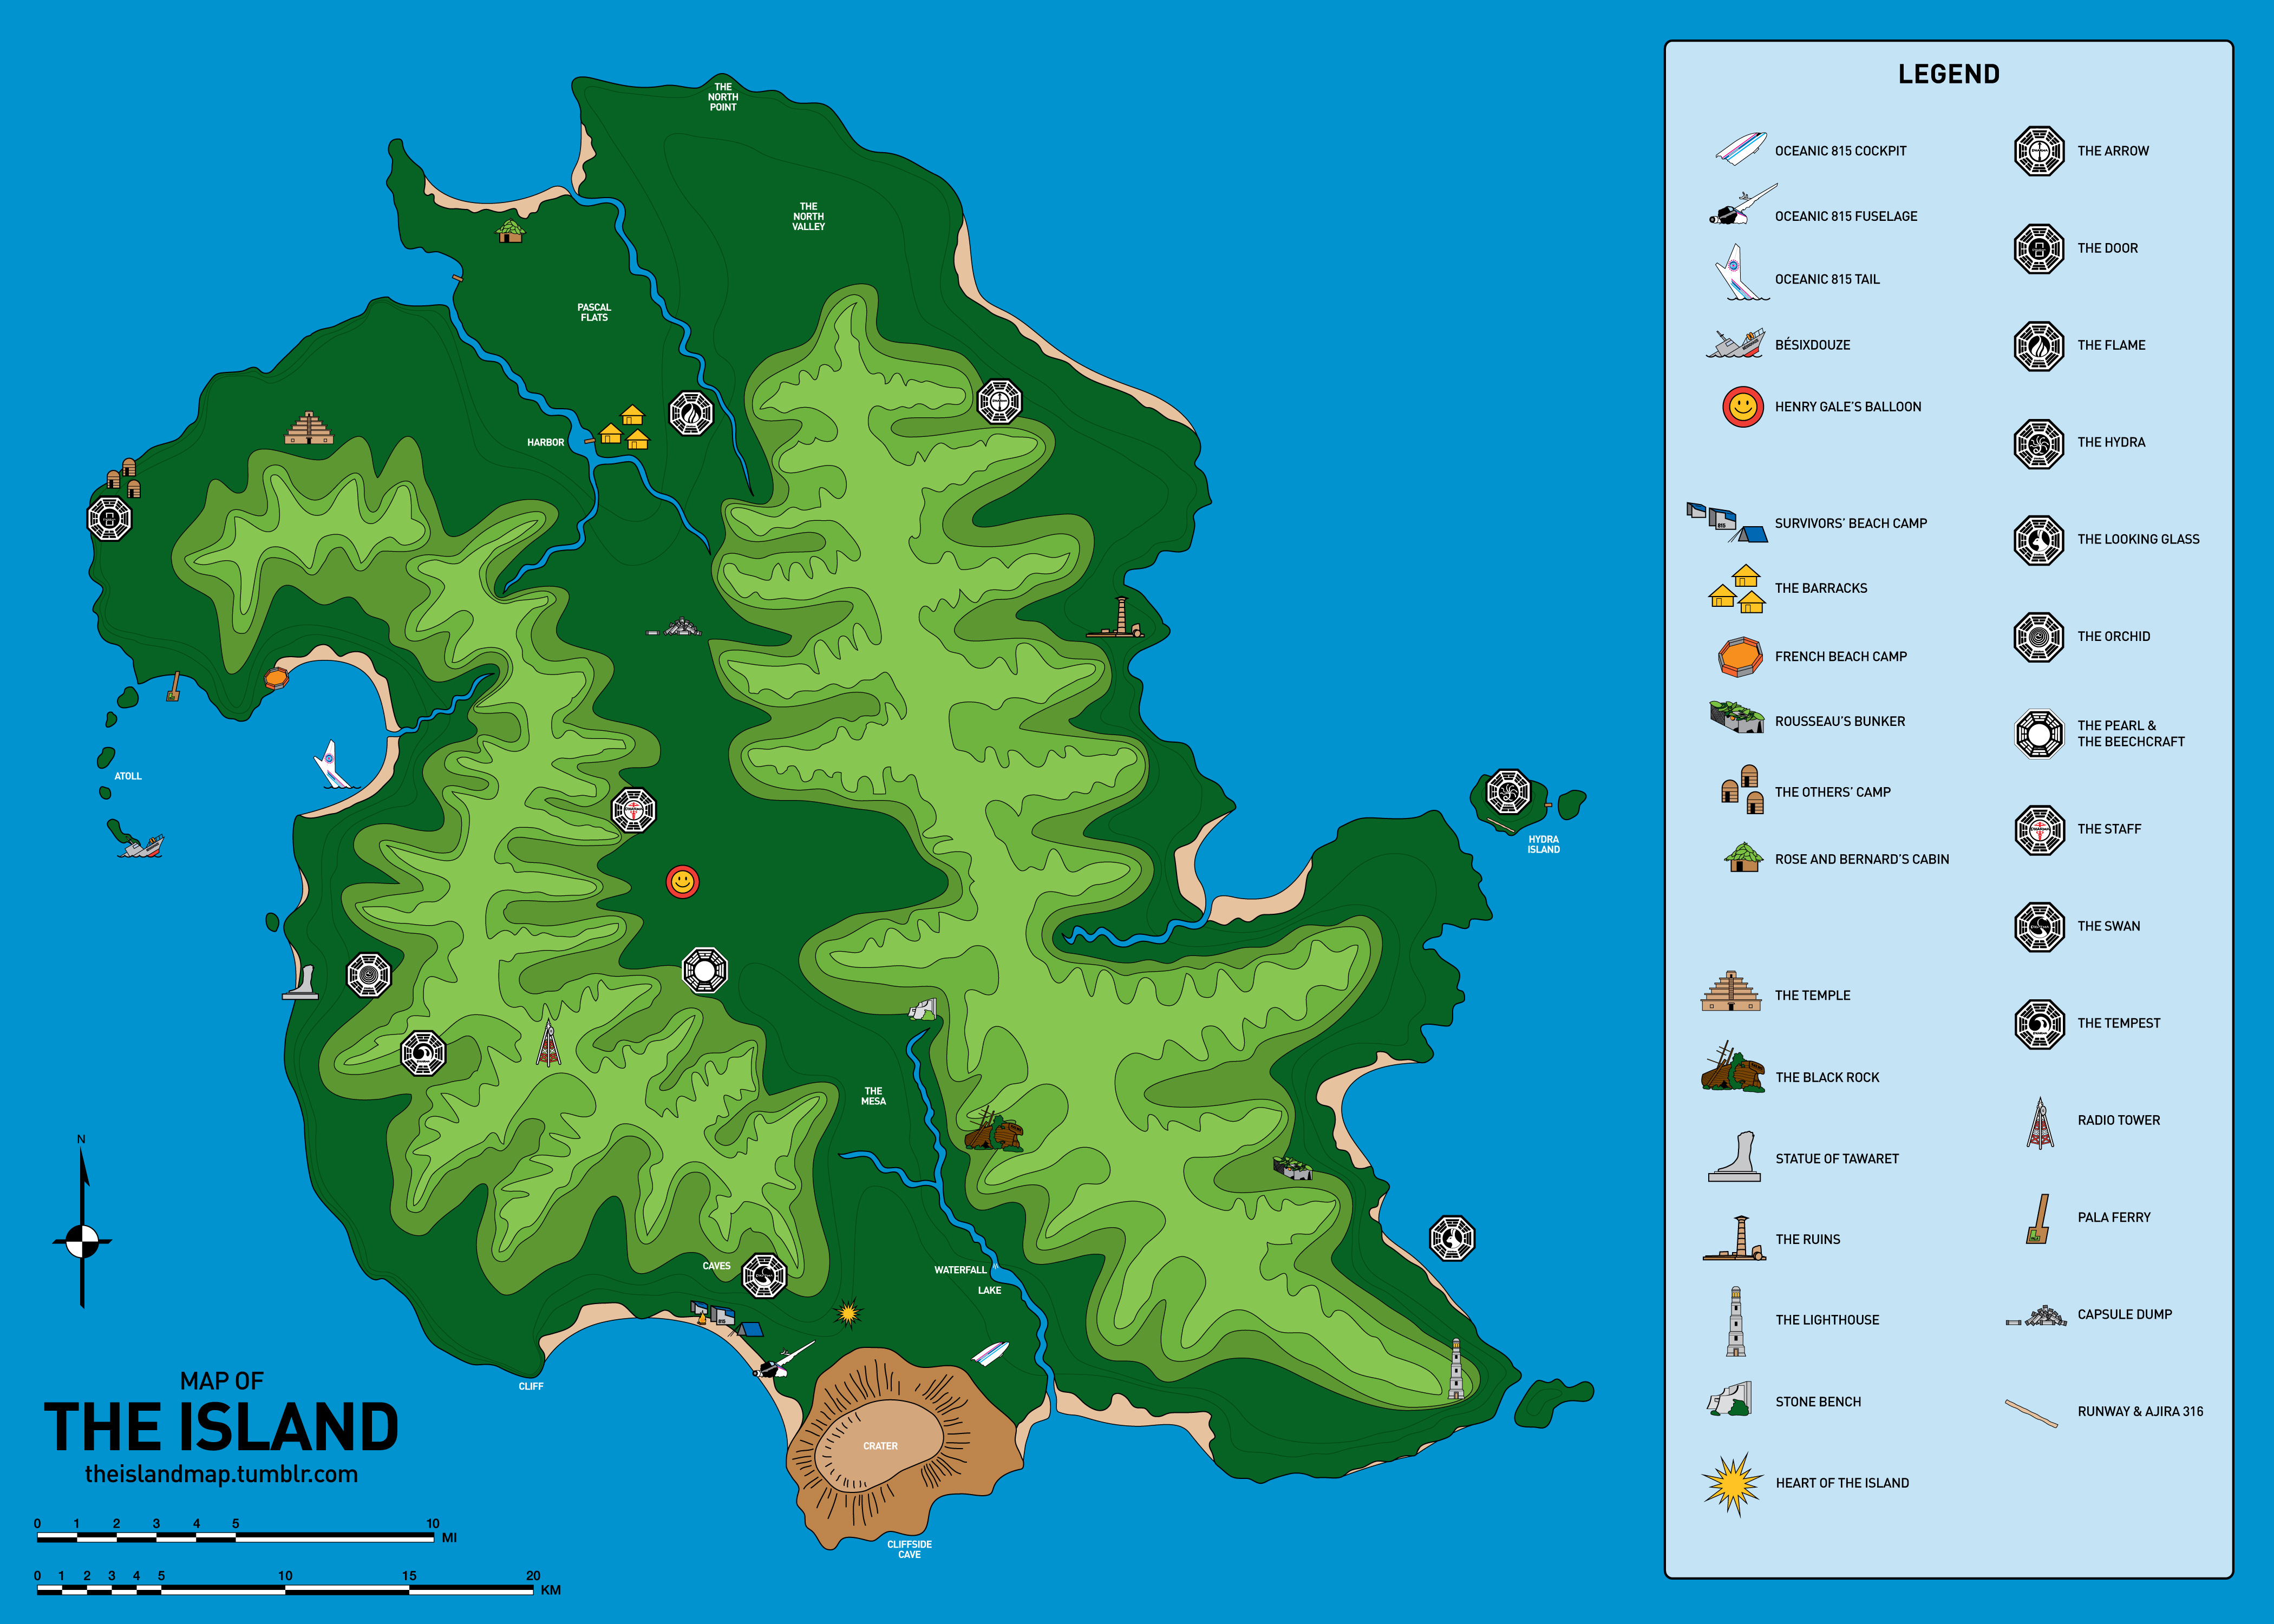 THE
NORTH
POINT
THE
NORTH
VALLEY
PASCAL
FLATS
HARBOR
ATOLL
HYDRA
ISLAND
THE
MESA
CAVES
WATERFALL
LAKE
CLIFF
CRATER
CLIFFSIDE
CAVE
N
MAP OF
THE ISLAND
theislandmap.tumblr.com
0 1 2 3 4 5 10 MI
0 1 2 3 4 5 10 15 20 KM
LEGEND
OCEANIC 815 COCKPIT
OCEANIC 815 FUSELAGE
OCEANIC 815 TAIL
BÉSIXDOUZE
HENRY GALE'S BALLOON
815
SURVIVORS' BEACH CAMP
THE BARRACKS
FRENCH BEACH CAMP
ROUSSEAU'S BUNKER
THE OTHERS' CAMP
ROSE AND BERNARD'S CABIN
THE TEMPLE
THE BLACK ROCK
STATUE OF TAWARET
THE RUINS
THE LIGHTHOUSE
STONE BENCH
HEART OF THE ISLAND
THE ARROW
THE DOOR
THE FLAME
THE HYDRA
THE LOOKING GLASS
THE ORCHID
THE PEARL &
THE BEECHCRAFT
THE STAFF
THE SWAN
THE TEMPEST
RADIO TOWER
PALA FERRY
CAPSULE DUMP
RUNWAY & AJIRA 316